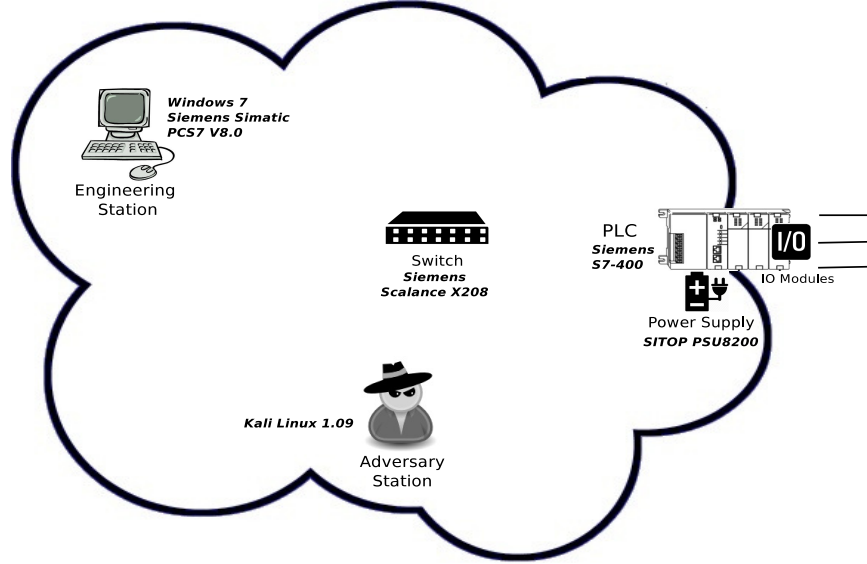 Windows 7
Siemens Simatic
PCS7 V8.0
Engineering
Station
Switch
Siemens
Scalance X208
PLC
Siemens
S7-400
I/O
IO Modules
Power Supply
SITOP PSU8200
Kali Linux 1.09
Adversary
Station